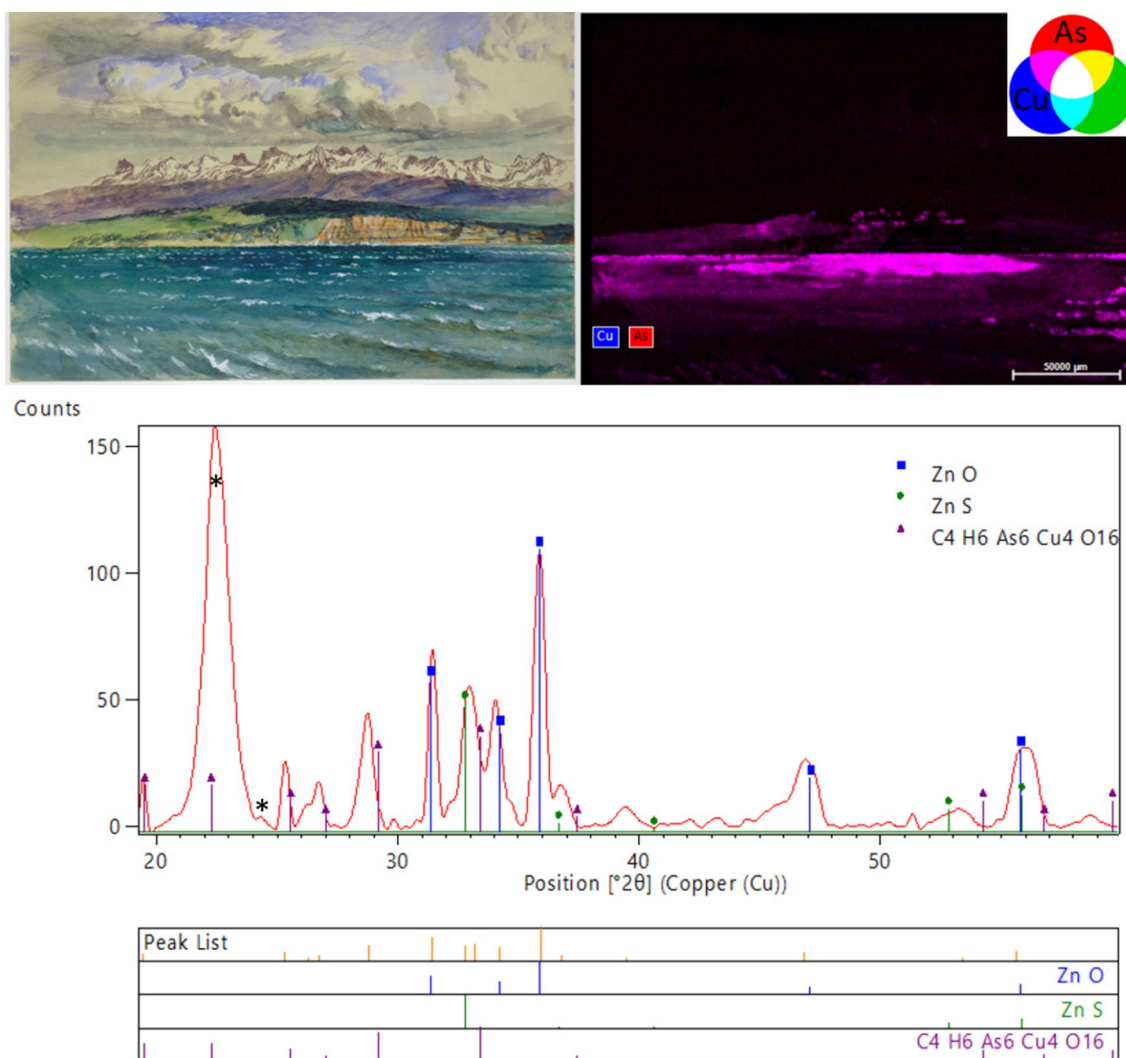 As
Cu
Cu As
50000 µm
Counts
150
100
50
0
*
*
Zn O
Zn S
C4 H6 As6 Cu4 O16
20 30 40 50
Position [°2θ] (Copper (Cu))
Peak List
Zn O
Zn S
C4 H6 As6 Cu4 O16